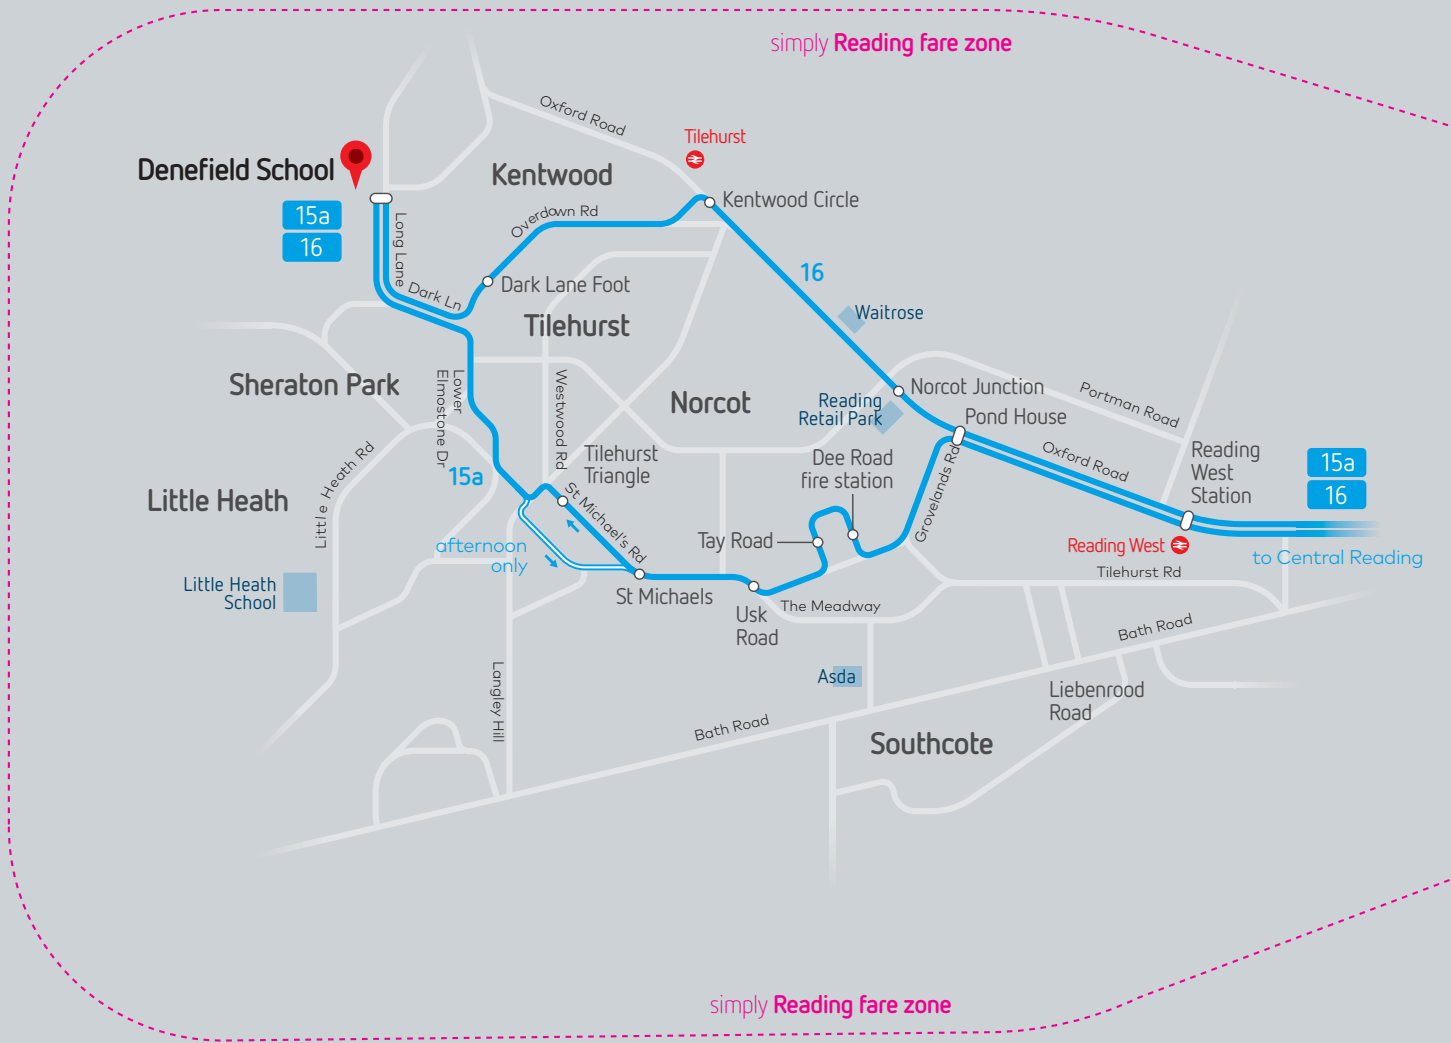 simply Reading fare zone
Oxford Road
Tilehurst
Denefield School
Kentwood
Kentwood Circle
15a
16
Long Lane
Overdown Rd
16
Dark Ln
Dark Lane Foot
Waitrose
Tilehurst
Sheraton Park
Lower
Elmostone Dr
Westwood Rd
Norcot
Reading
Retail Park
Norcot Junction
Pond House
Portman Road
Oxford Road
Reading
West
Station
15a
16
Tilehurst
Triangle
Dee Road
fire station
Grovelands Rd
15a
Little Heath Rd
Little Heath
St Michael's Rd
Tay Road
afternoon
only
Reading West
to Central Reading
Tilehurst Rd
Little Heath
School
St Michaels
Usk
Road
The Meadway
Bath Road
Langley Hill
Asda
Liebenrood
Road
Bath Road
Southcote
simply Reading fare zone